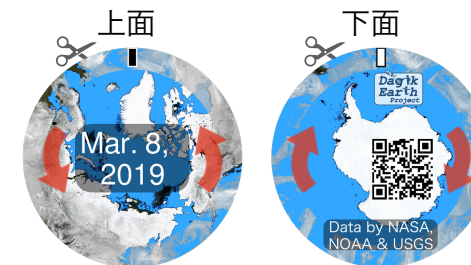 上面
下面
Mar. 8,
2019
Dagik
Earth
Project
Data by NASA,
NOAA & USGS